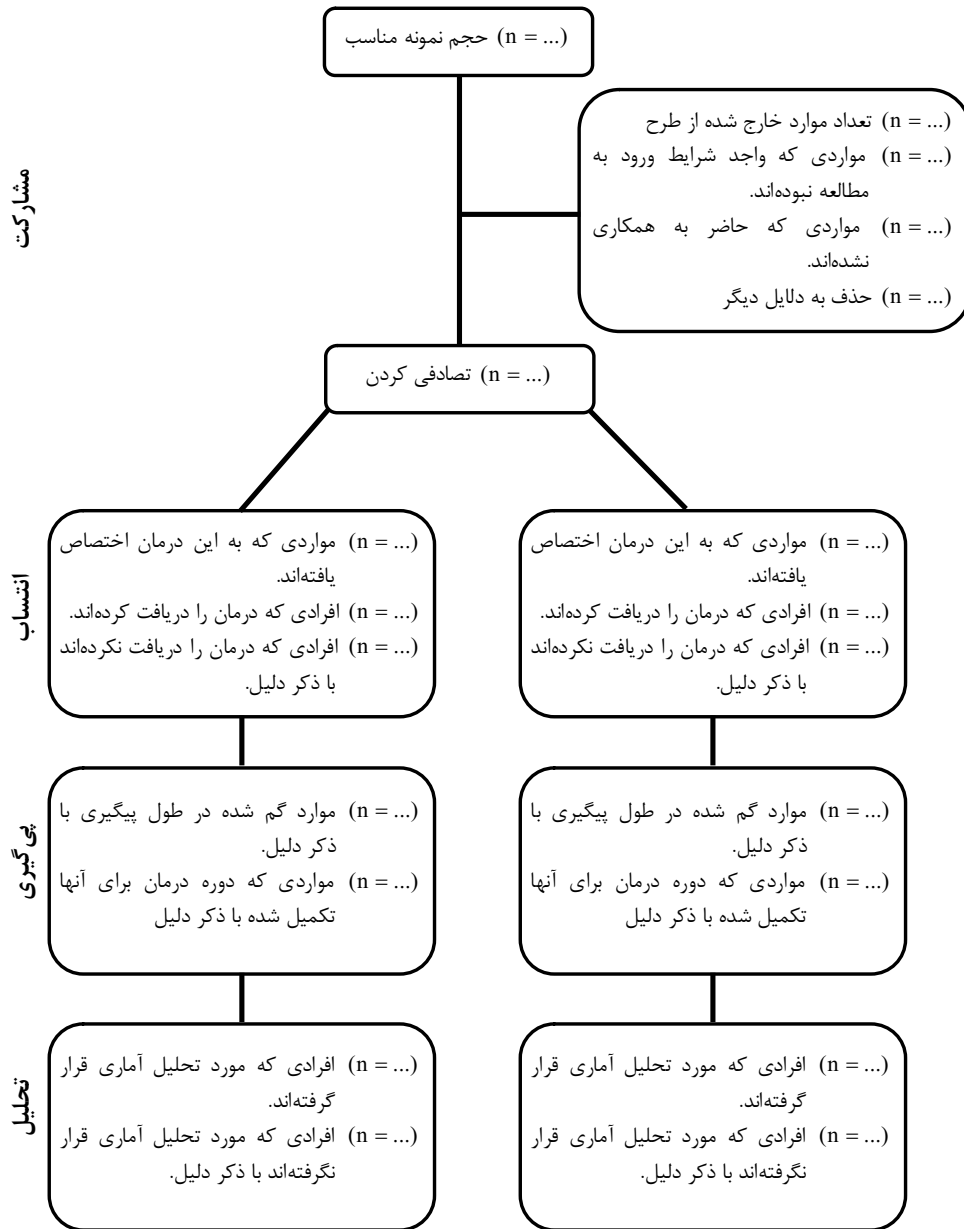 (n = ...) حجم نمونه مناسب
(n = ...) تعداد موارد خارج شده از طرح
(n = ...) مواردی که واجد شرایط ورود به
مطالعه نبوده‌اند.
(n = ...) مواردی که حاضر به همکاری
نشده‌اند.
(n = ...) حذف به دلایل دیگر
مشارکت
(n = ...) تصادفی کردن
(n = ...) مواردی که به این درمان اختصاص
یافته‌اند.
(n = ...) افرادی که درمان را دریافت کرده‌اند.
(n = ...) افرادی که درمان را دریافت نکرده‌اند
با ذکر دلیل.
(n = ...) مواردی که به این درمان اختصاص
یافته‌اند.
(n = ...) افرادی که درمان را دریافت کرده‌اند.
(n = ...) افرادی که درمان را دریافت نکرده‌اند
با ذکر دلیل.
انتساب
(n = ...) موارد گم شده در طول پیگیری با
ذکر دلیل.
(n = ...) مواردی که دوره درمان برای آنها
تکمیل شده با ذکر دلیل
(n = ...) موارد گم شده در طول پیگیری با
ذکر دلیل.
(n = ...) مواردی که دوره درمان برای آنها
تکمیل شده با ذکر دلیل
پی‌گیری
(n = ...) افرادی که مورد تحلیل آماری قرار
گرفته‌اند.
(n = ...) افرادی که مورد تحلیل آماری قرار
نگرفته‌اند با ذکر دلیل.
(n = ...) افرادی که مورد تحلیل آماری قرار
گرفته‌اند.
(n = ...) افرادی که مورد تحلیل آماری قرار
نگرفته‌اند با ذکر دلیل.
تحلیل